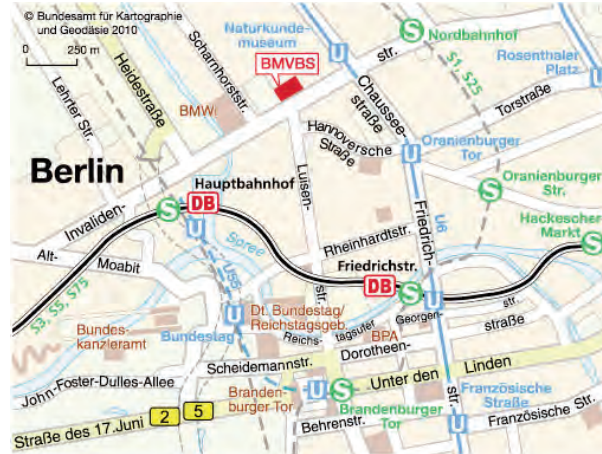 © Bundesamt für Kartographie
und Geodäsie 2010
0 250 m
Naturkunde-
museum
U
BMVBS
str.
S
Nordbahnhof
S1, S25
Rosenthaler
Platz
U
Lehrter Str.
Heidestraße
Scharnhorststr.
BMWi
Chaussee-
straße
Torstraße
Hannoversche
Straße
Oranienburger
Tor
U
Oranienburger
Str.
S
Berlin
Hauptbahnhof
DB
S
U
Luisen-
Invaliden-
Friedrich-
U6
Hackescher
Markt
S
Alt-
Moabit
Spree
U55
Rheinhardtstr.
Friedrichstr.
DB
S
U
S3, S5, S75
Dt. Bundestag/
Reichstagsgeb.
str.
Georgen-
str.
Bundes-
kanzleramt
Bundestag
U
Reichs-
tagsufer
BPA
Dorotheen-
straße
Scheidemannstr.
John-Foster-Dulles-Allee
Branden-
burger Tor
U
S
Unter den Linden
str.
U
Französische
Straße
Brandenburger
Tor
Straße des 17.Juni
2
5
Behrenstr.
Französische Str.